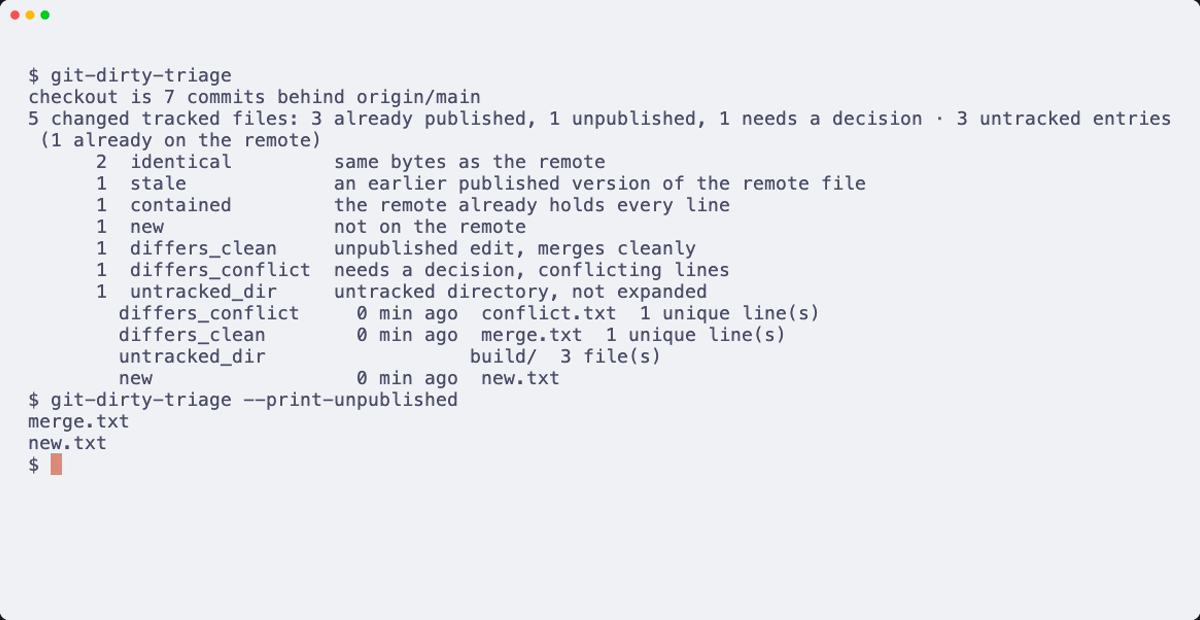 $ git-dirty-triage
checkout is 7 commits behind origin/main
5 changed tracked files: 3 already published, 1 unpublished, 1 needs a decision · 3 untracked entries
 (1 already on the remote)
      2  identical         same bytes as the remote
      1  stale             an earlier published version of the remote file
      1  contained         the remote already holds every line
      1  new               not on the remote
      1  differs_clean     unpublished edit, merges cleanly
      1  differs_conflict  needs a decision, conflicting lines
      1  untracked_dir     untracked directory, not expanded
        differs_conflict     0 min ago  conflict.txt  1 unique line(s)
        differs_clean        0 min ago  merge.txt  1 unique line(s)
        untracked_dir                  build/  3 file(s)
        new                  0 min ago  new.txt
$ git-dirty-triage --print-unpublished
merge.txt
new.txt
$